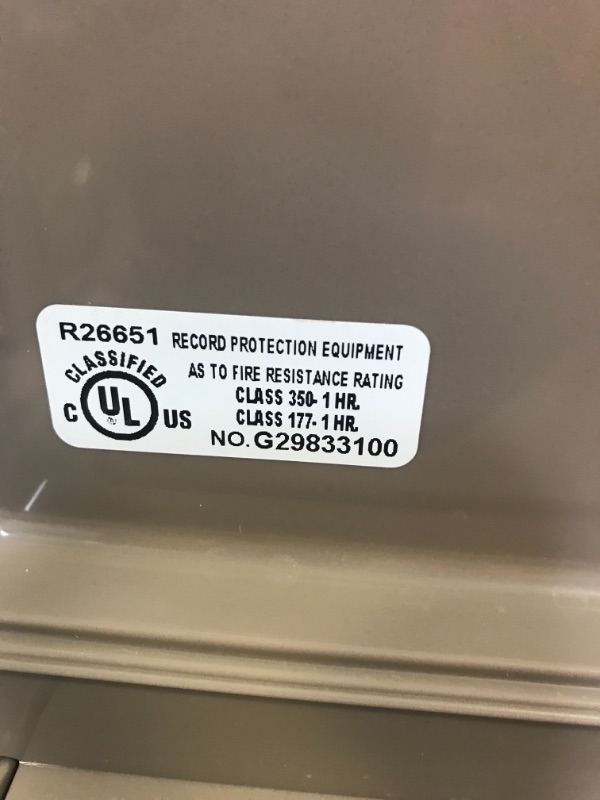 R26651 RECORD PROTECTION EQUIPMENT
CLASSIFIED AS TO FIRE RESISTANCE RATING
CLASS 350- 1 HR.
C UL US CLASS 177- 1 HR.
NO. G29833100